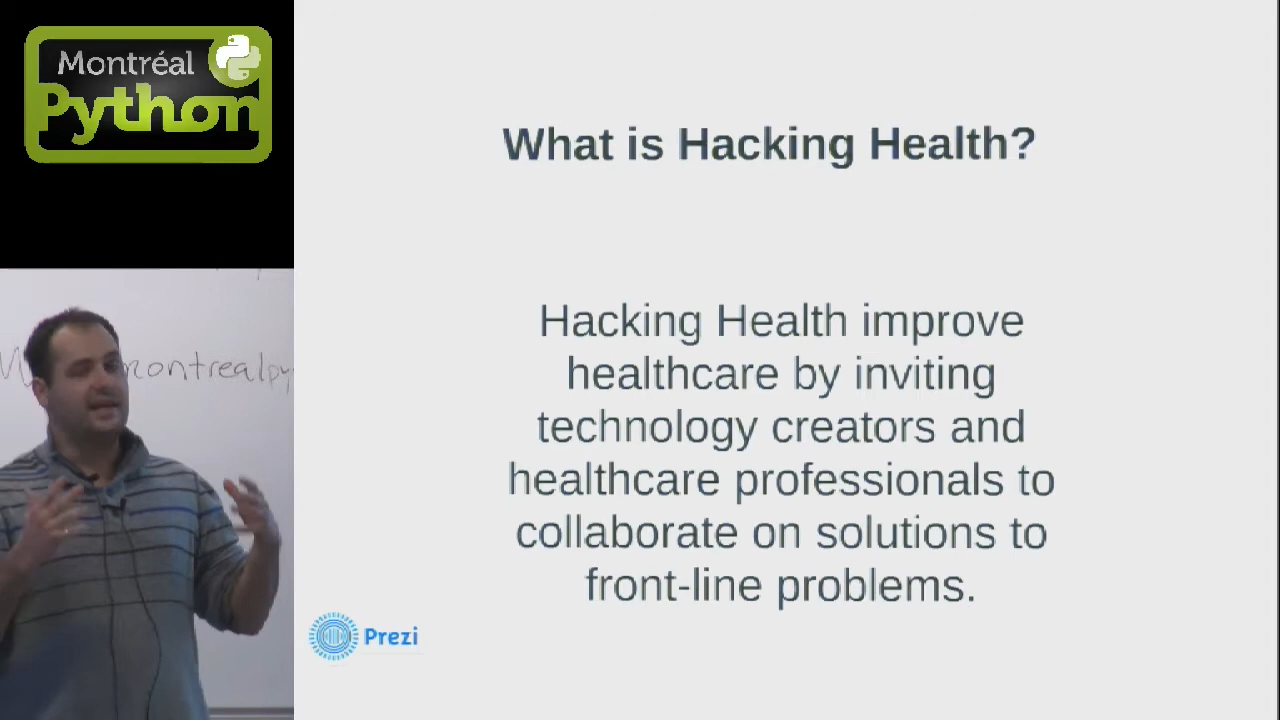 Montréal
Python
montrealpy
What is Hacking Health?
Hacking Health improve
healthcare by inviting
technology creators and
healthcare professionals to
collaborate on solutions to
front-line problems.
Prezi